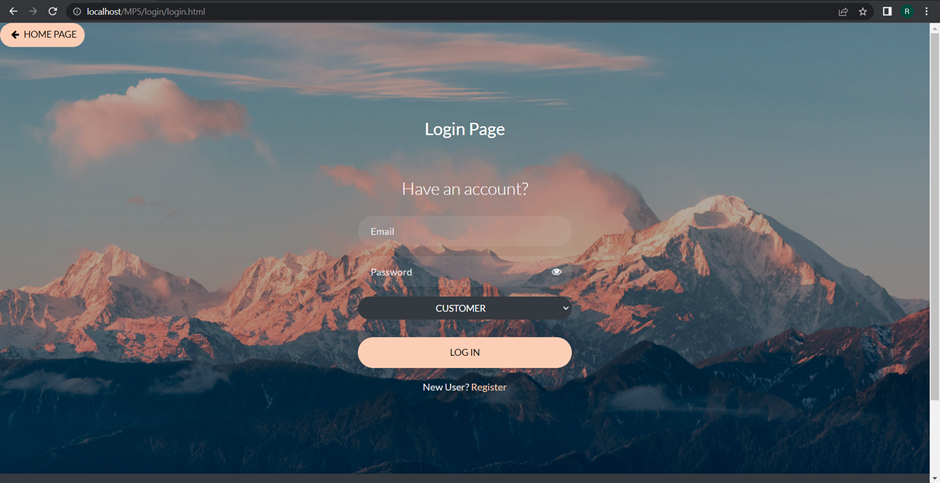 localhost/MPS/login/login.html
R
HOME PAGE
Login Page
Have an account?
Email
Password
CUSTOMER
LOG IN
New User? Register